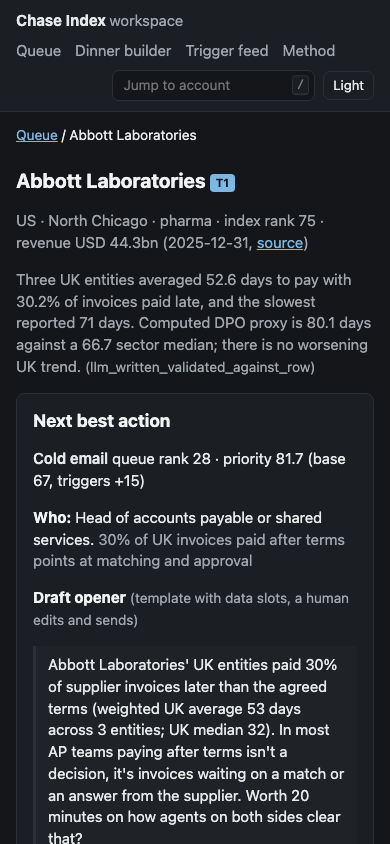 Chase Index workspace
Queue Dinner builder Trigger feed Method
Jump to account / Light
Queue / Abbott Laboratories
Abbott Laboratories T1
US · North Chicago · pharma · index rank 75 ·
revenue USD 44.3bn (2025-12-31, source)
Three UK entities averaged 52.6 days to pay with
30.2% of invoices paid late, and the slowest
reported 71 days. Computed DPO proxy is 80.1 days
against a 66.7 sector median; there is no worsening
UK trend. (llm_written_validated_against_row)
Next best action
Cold email queue rank 28 · priority 81.7 (base
67, triggers +15)
Who: Head of accounts payable or shared
services. 30% of UK invoices paid after terms
points at matching and approval
Draft opener (template with data slots, a human
edits and sends)
Abbott Laboratories' UK entities paid 30%
of supplier invoices later than the agreed
terms (weighted UK average 53 days
across 3 entities; UK median 32). In most
AP teams paying after terms isn't a
decision, it's invoices waiting on a match or
an answer from the supplier. Worth 20
minutes on how agents on both sides clear
that?